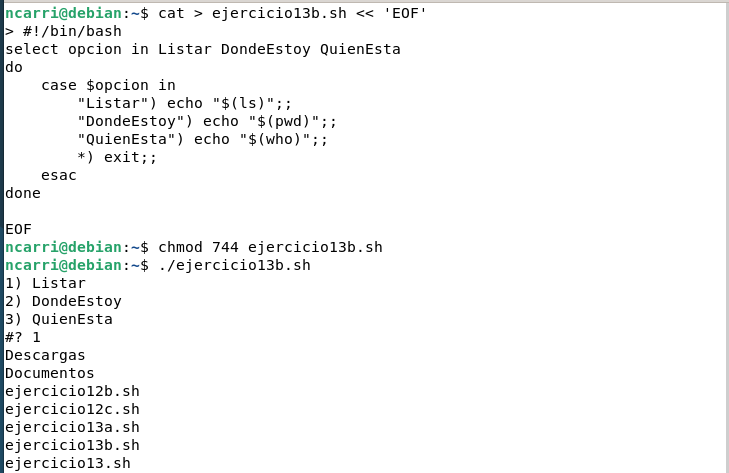 ncarri@debian:~$ cat > ejercicio13b.sh << 'EOF'
> #!/bin/bash
select opcion in Listar DondeEstoy QuienEsta
do
    case $opcion in
        "Listar") echo "$(ls)";;
        "DondeEstoy") echo "$(pwd)";;
        "QuienEsta") echo "$(who)";;
        *) exit;;
    esac
done

EOF
ncarri@debian:~$ chmod 744 ejercicio13b.sh
ncarri@debian:~$ ./ejercicio13b.sh
1) Listar
2) DondeEstoy
3) QuienEsta
#? 1
Descargas
Documentos
ejercicio12b.sh
ejercicio12c.sh
ejercicio13a.sh
ejercicio13b.sh
ejercicio13.sh